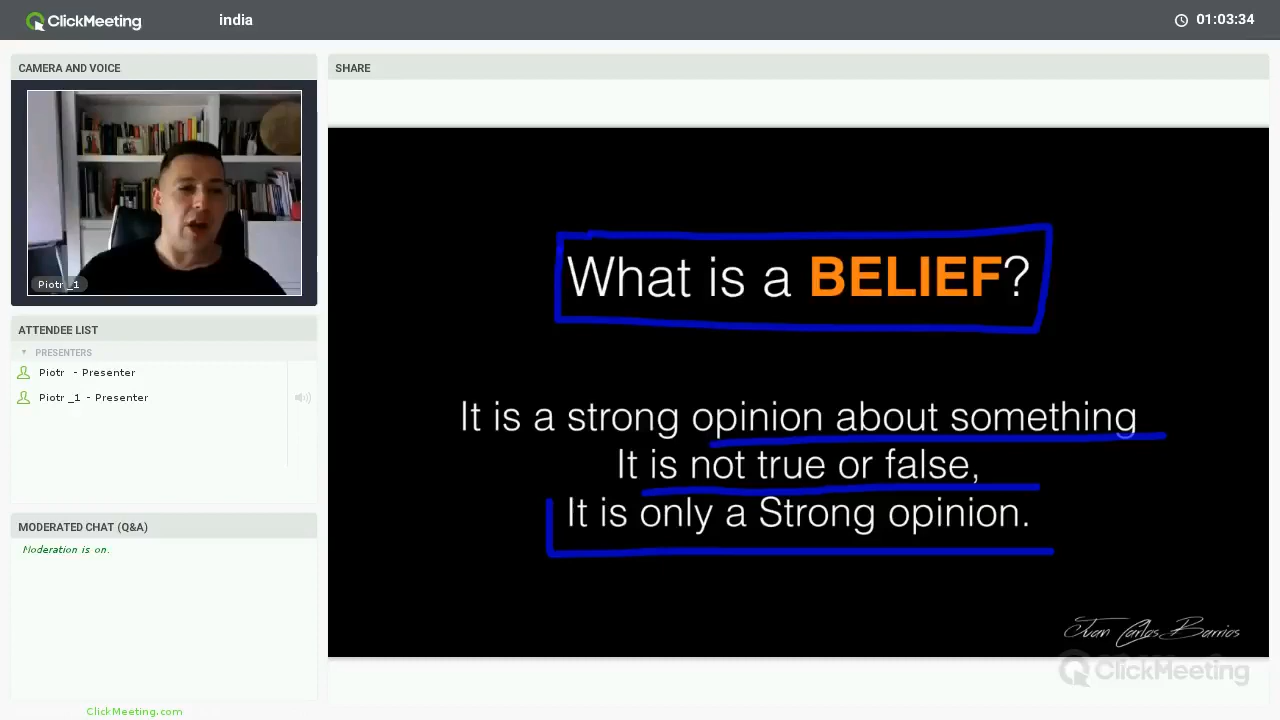 ClickMeeting
india
01:03:34
CAMERA AND VOICE
Piotr _1
ATTENDEE LIST
PRESENTERS
Piotr - Presenter
Piotr _1 - Presenter
MODERATED CHAT (Q&A)
Moderation is on.
ClickMeeting.com
SHARE
What is a BELIEF?
It is a strong opinion about something
It is not true or false,
It is only a Strong opinion.
Juan Carlos Barrios
ClickMeeting